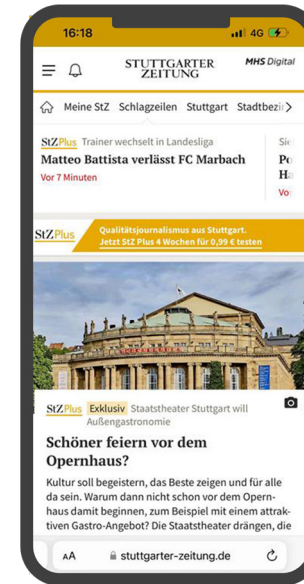 16:18
4G
STUTTGARTER
ZEITUNG
MHS Digital
Meine StZ Schlagzeilen Stuttgart Stadtbezir
StZPlus Trainer wechselt in Landesliga
Matteo Battista verlässt FC Marbach
Vor 7 Minuten
Sie
Po
Ha
Vo
StZPlus
Qualitätsjournalismus aus Stuttgart.
Jetzt StZ Plus 4 Wochen für 0,99 € testen
StZPlus Exklusiv Staatstheater Stuttgart will
Außengastronomie
Schöner feiern vor dem
Opernhaus?
Kultur soll begeistern, das Beste zeigen und für alle
da sein. Warum dann nicht schon vor dem Opern-
haus damit beginnen, zum Beispiel mit einem attrak-
tiven Gastro-Angebot? Die Staatstheater drängen, die
AA stuttgarter-zeitung.de